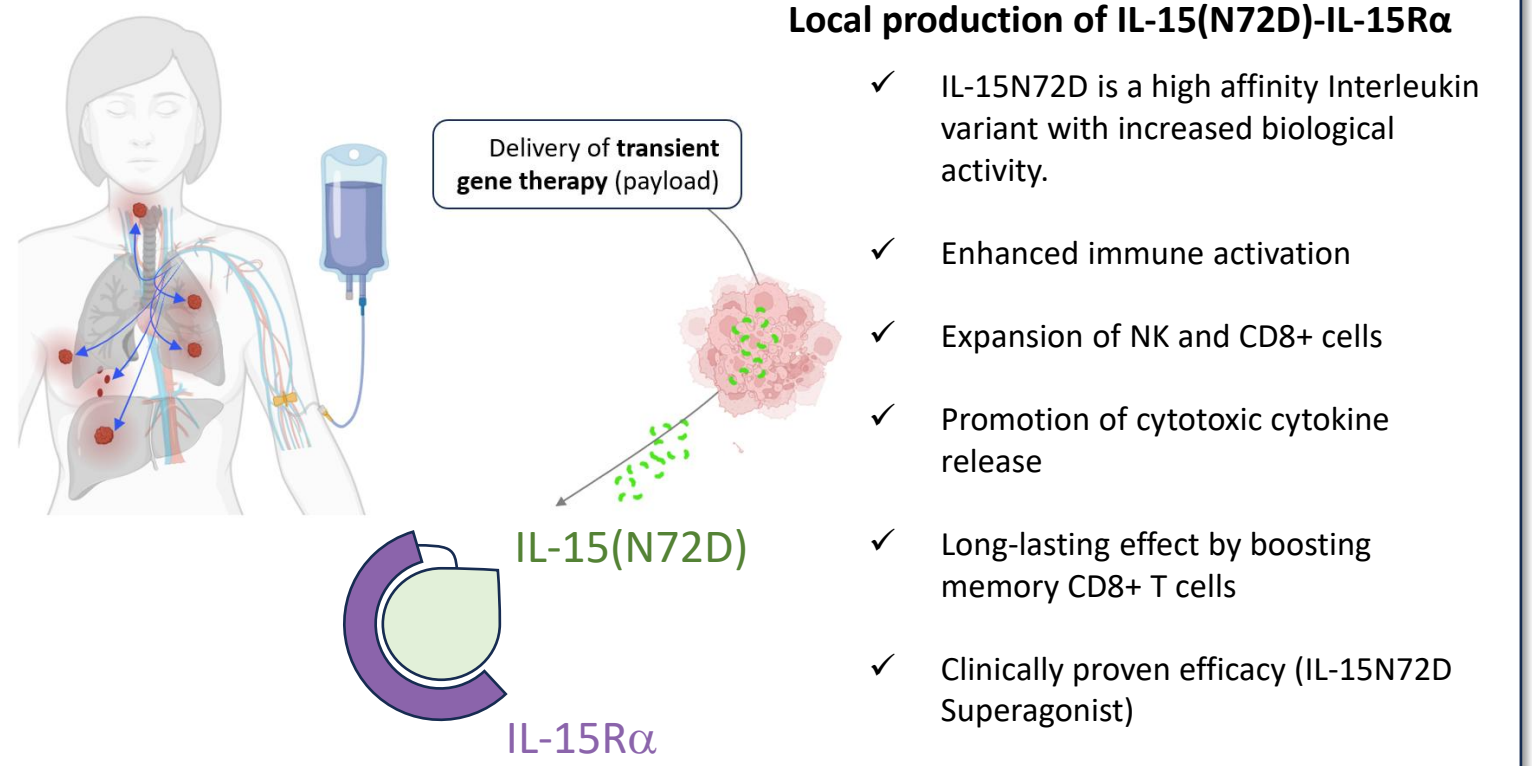 Local production of IL-15(N72D)-IL-15Rα
Delivery of transient
gene therapy (payload)
IL-15(N72D)
IL-15Rα
✓ IL-15N72D is a high affinity Interleukin
variant with increased biological
activity.
✓ Enhanced immune activation
✓ Expansion of NK and CD8+ cells
✓ Promotion of cytotoxic cytokine
release
✓ Long-lasting effect by boosting
memory CD8+ T cells
✓ Clinically proven efficacy (IL-15N72D
Superagonist)